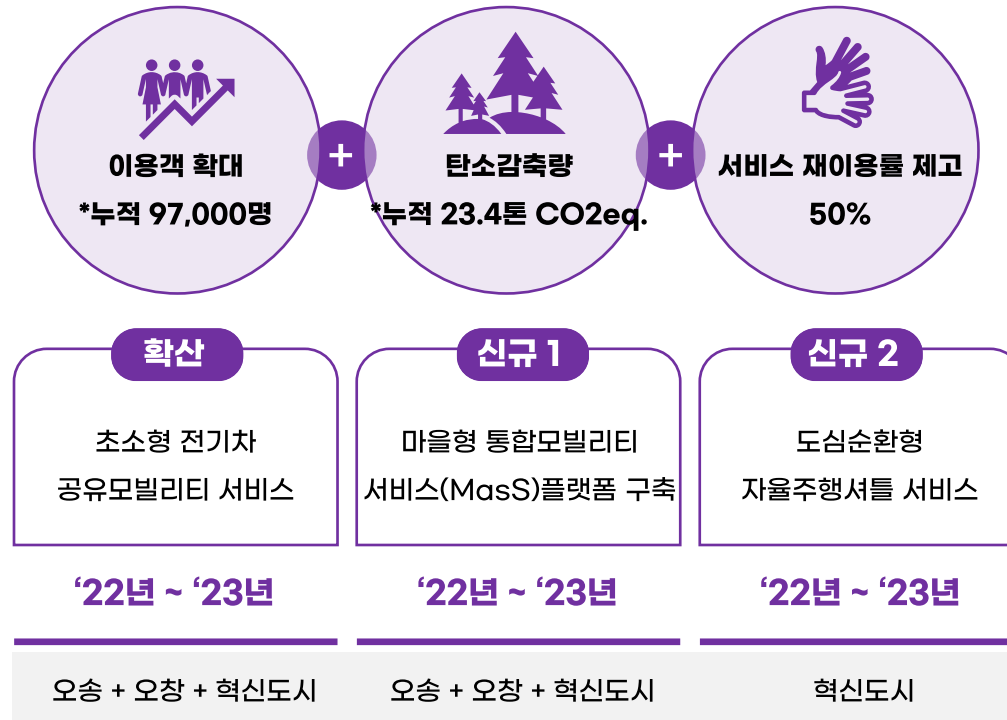 이용객 확대
*누적 97,000명
+
탄소감축량
*누적 23.4톤 CO2eq.
+
서비스 재이용률 제고
50%
확산
초소형 전기차
공유모빌리티 서비스
‘22년 ~ ‘23년
오송 + 오창 + 혁신도시
신규 1
마을형 통합모빌리티
서비스(MasS)플랫폼 구축
‘22년 ~ ‘23년
오송 + 오창 + 혁신도시
신규 2
도심순환형
자율주행셔틀 서비스
‘22년 ~ ‘23년
혁신도시